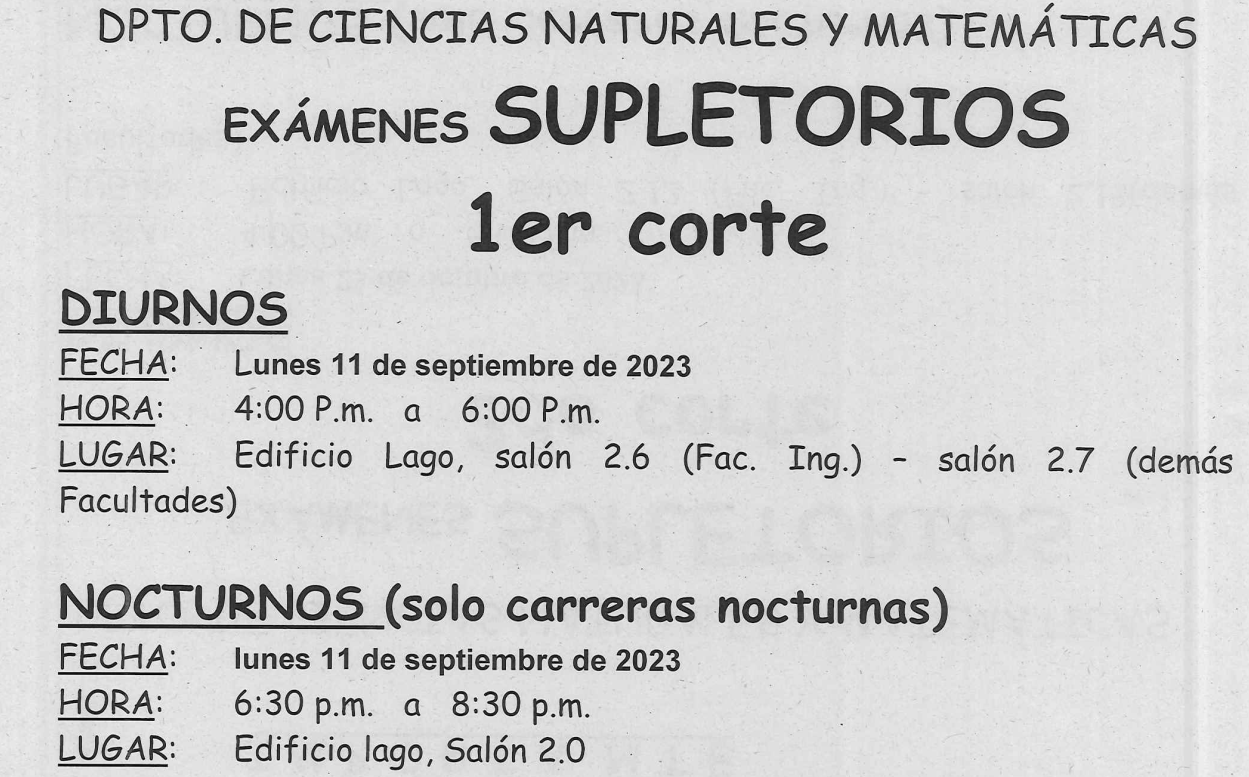 DPTO. DE CIENCIAS NATURALES Y MATEMÁTICAS
EXÁMENES SUPLETORIOS
1er corte
DIURNOS
FECHA: Lunes 11 de septiembre de 2023
HORA: 4:00 P.m. a 6:00 P.m.
LUGAR: Edificio Lago, salón 2.6 (Fac. Ing.) – salón 2.7 (demás
Facultades)
NOCTURNOS (solo carreras nocturnas)
FECHA: lunes 11 de septiembre de 2023
HORA: 6:30 p.m. a 8:30 p.m.
LUGAR: Edificio lago, Salón 2.0